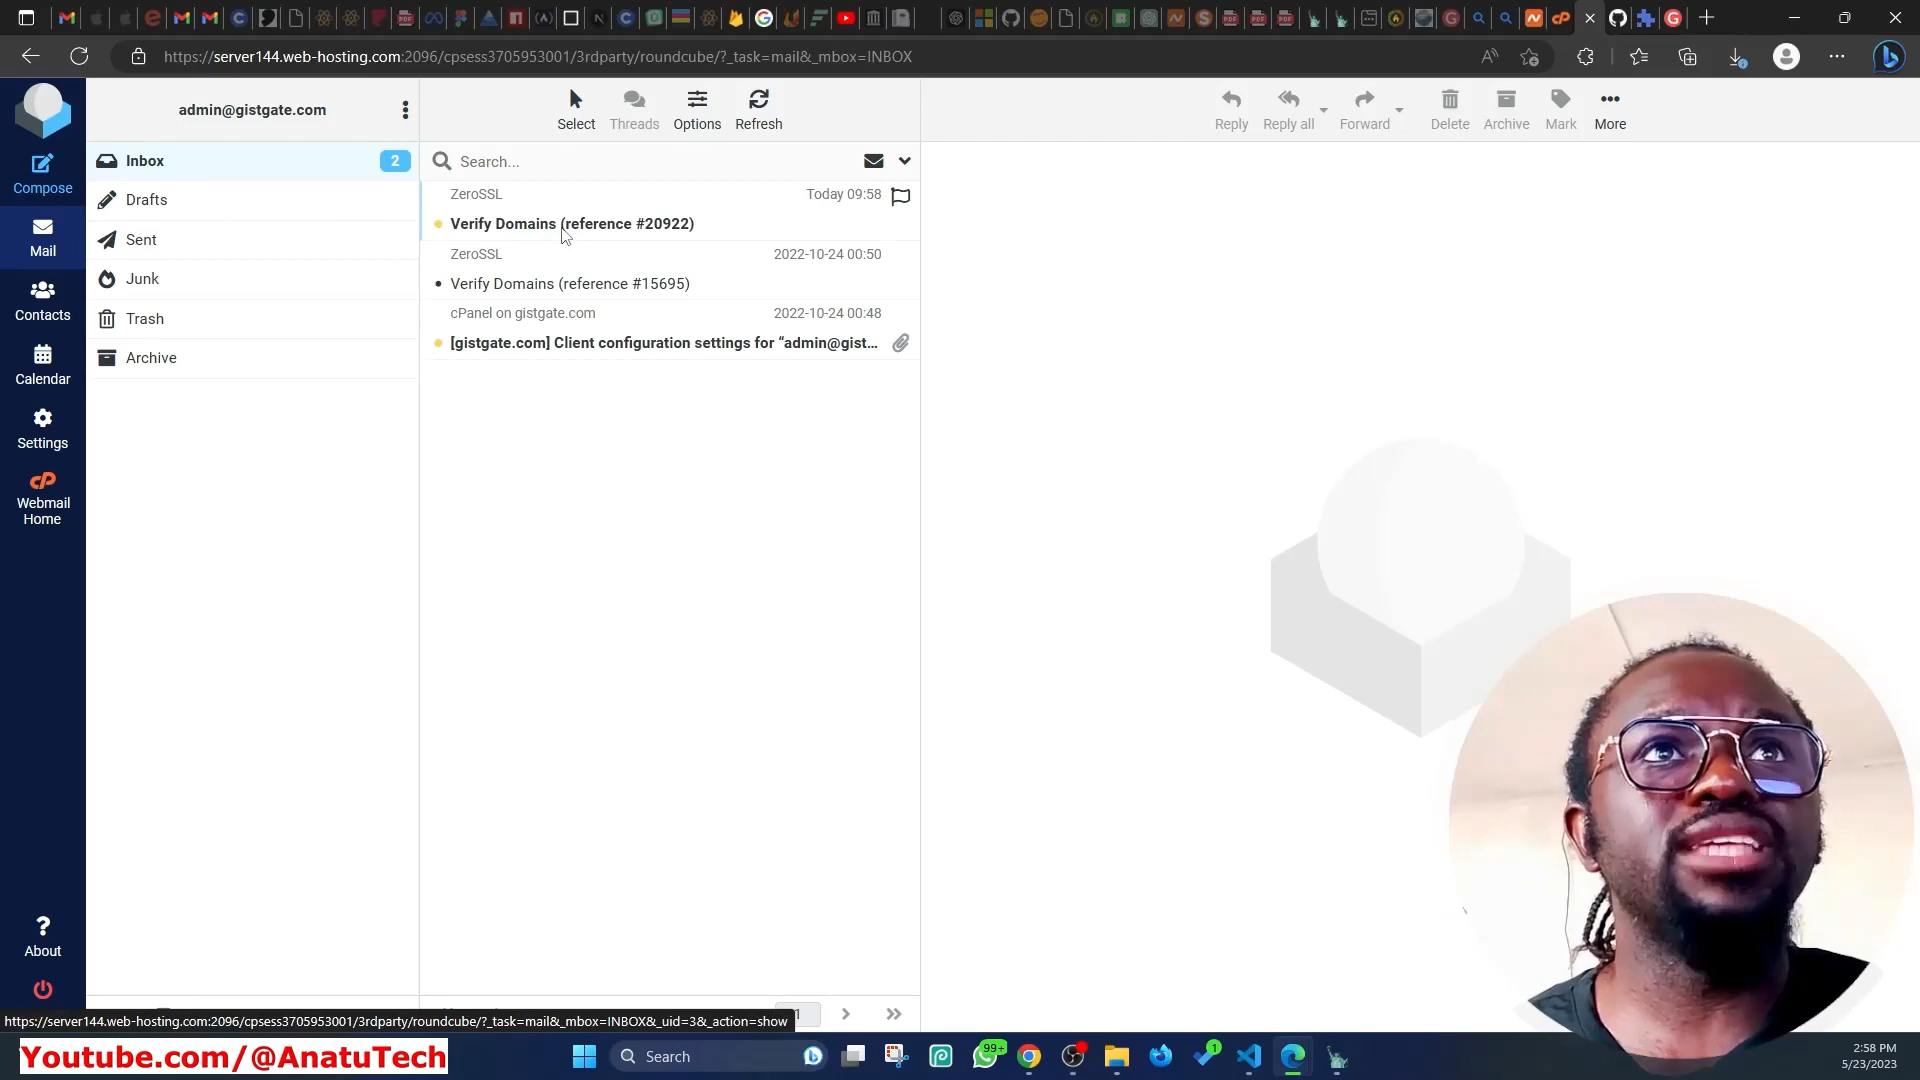 https://server144.web-hosting.com:2096/cpsess3705953001/3rdparty/roundcube/?_task=mail&_mbox=INBOX
admin@gistgate.com
Select
Threads
Options
Refresh
Reply
Reply all
Forward
Delete
Archive
Mark
More
Compose
Mail
Contacts
Calendar
Settings
Webmail
Home
About
Inbox
2
Drafts
Sent
Junk
Trash
Archive
Search...
ZeroSSL
Today 09:58
Verify Domains (reference #20922)
ZeroSSL
2022-10-24 00:50
Verify Domains (reference #15695)
cPanel on gistgate.com
2022-10-24 00:48
[gistgate.com] Client configuration settings for “admin@gist...
1
https://server144.web-hosting.com:2096/cpsess3705953001/3rdparty/roundcube/?_task=mail&_mbox=INBOX&_uid=3&_action=show
Youtube.com/@AnatuTech
Search
99+
1
2:58 PM
5/23/2023